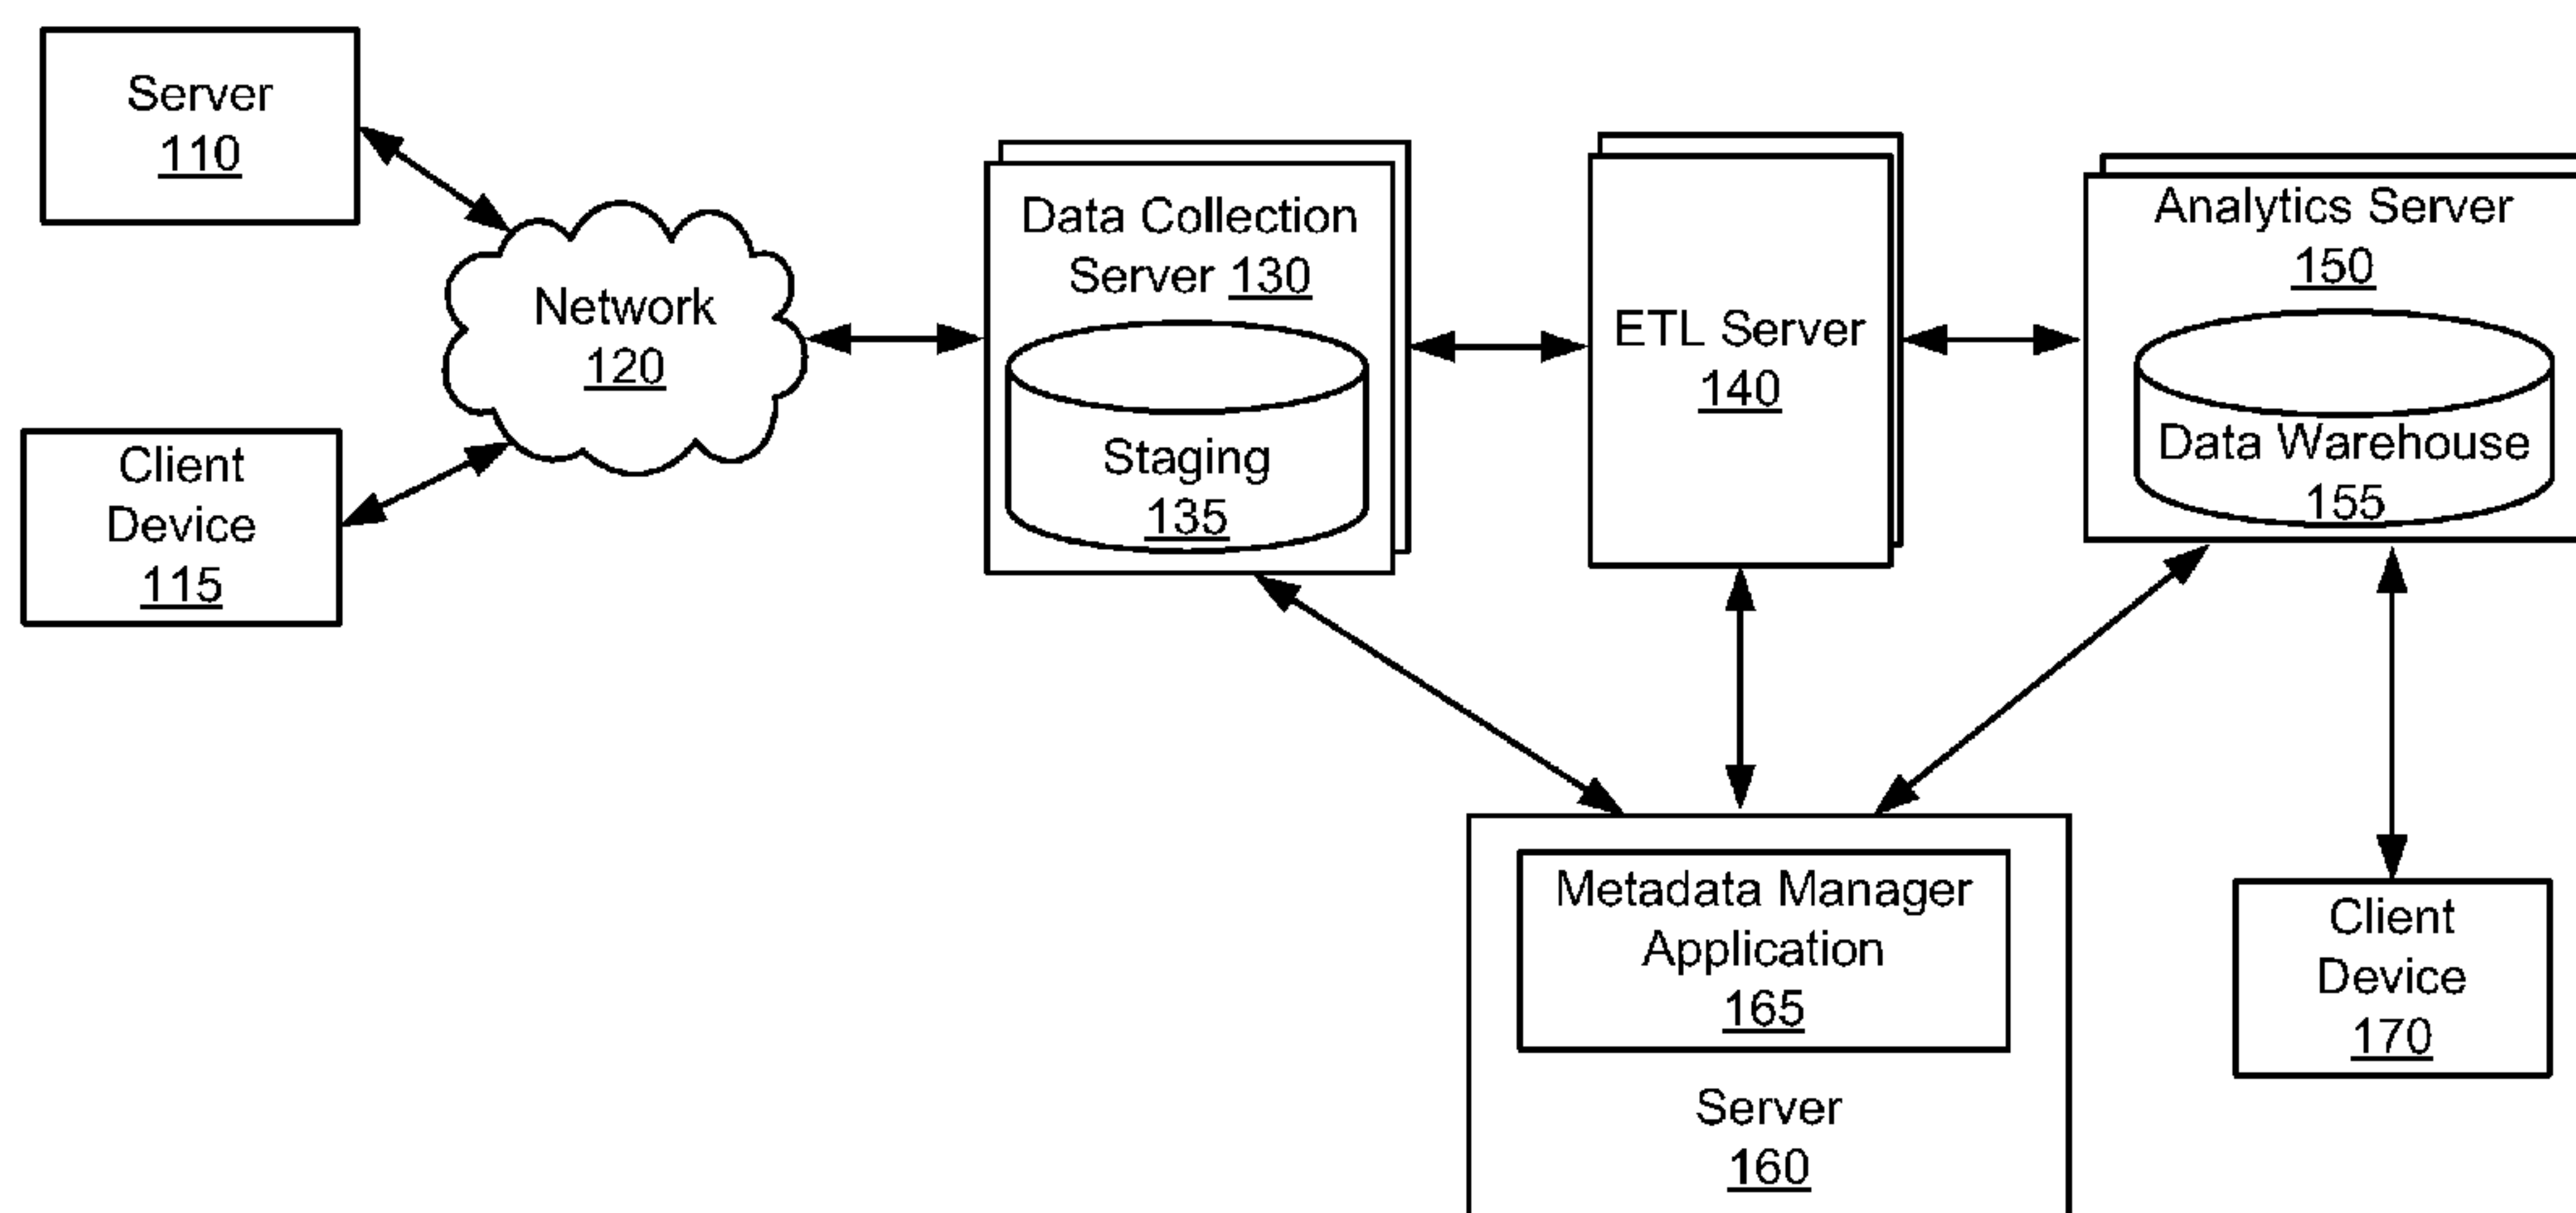 Server
110
Client
Device
115
Network
120
Data Collection
Server 130
Staging
135
ETL Server
140
Analytics Server
150
Data Warehouse
155
Metadata Manager
Application
165
Server
160
Client
Device
170